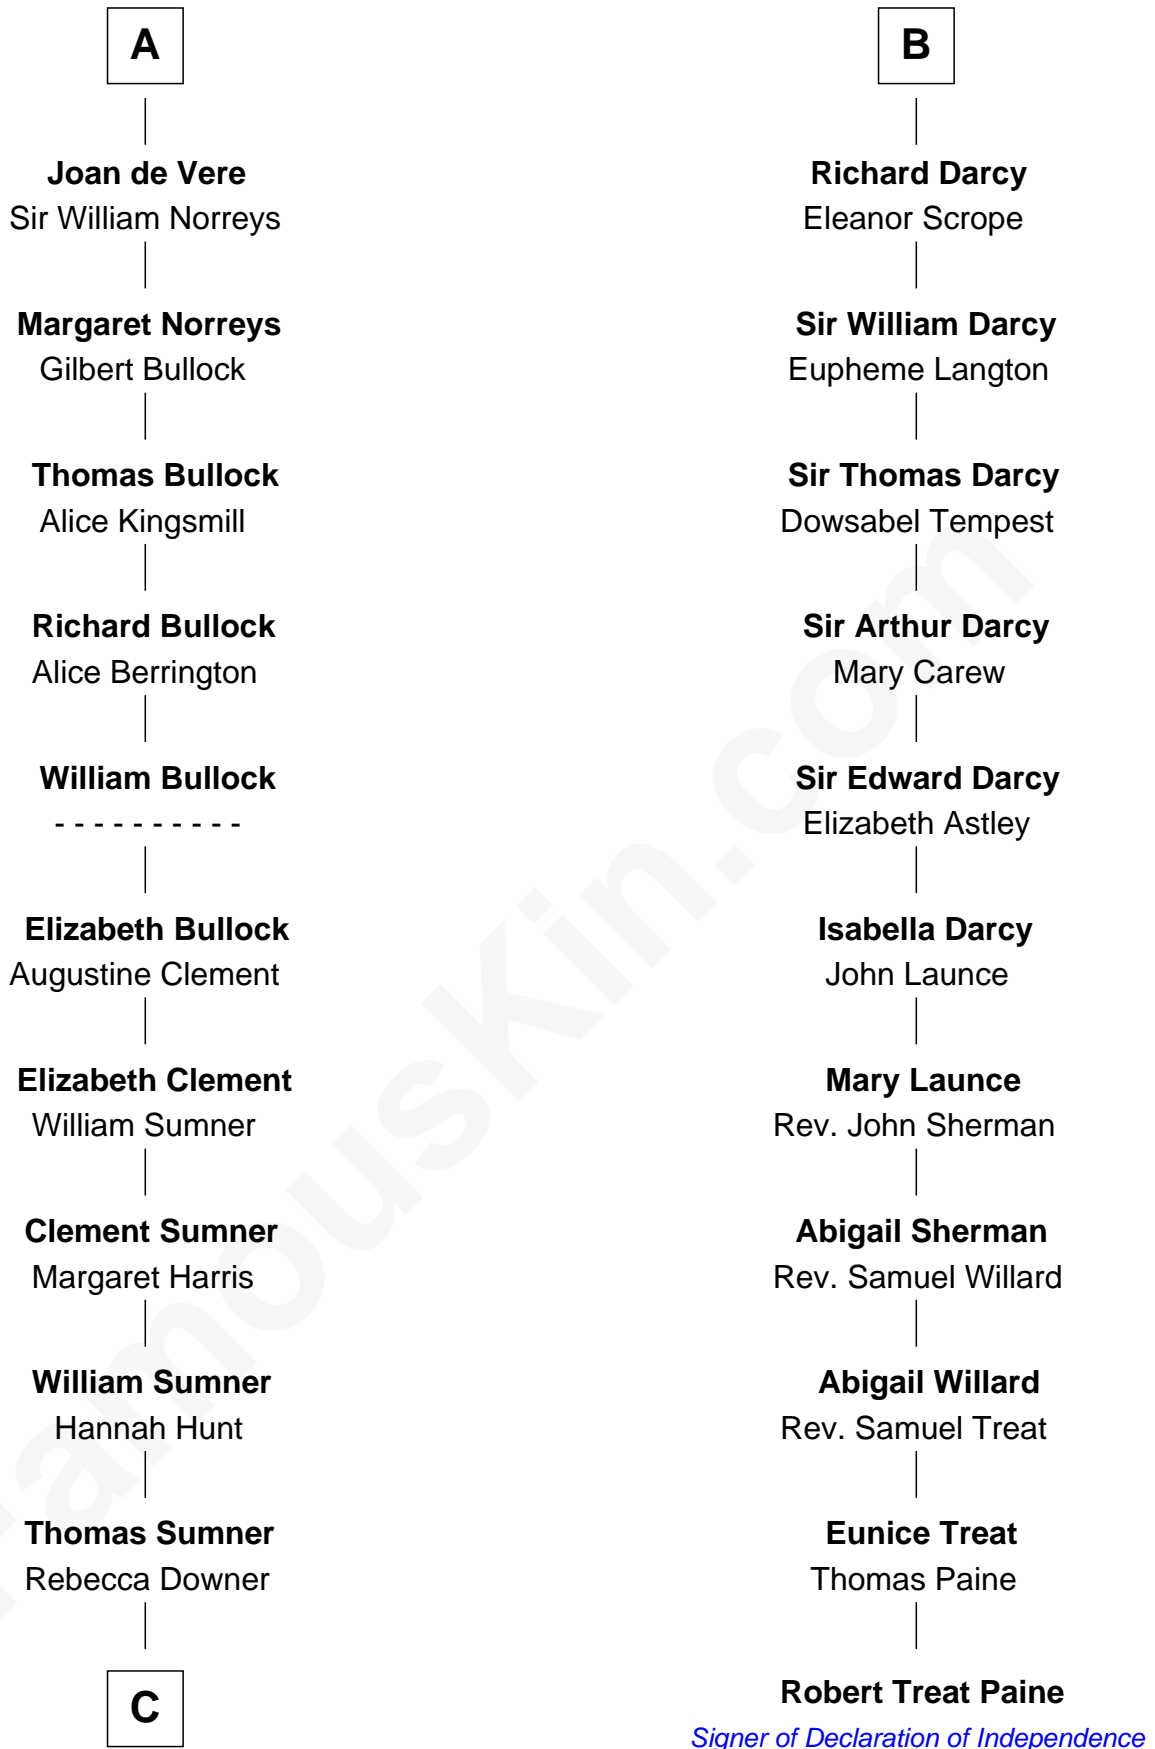 A
Joan de Vere
Sir William Norreys
Margaret Norreys
Gilbert Bullock
Thomas Bullock
Alice Kingsmill
Richard Bullock
Alice Berrington
William Bullock
- - - - - - - - - -
Elizabeth Bullock
Augustine Clement
Elizabeth Clement
William Sumner
Clement Sumner
Margaret Harris
William Sumner
Hannah Hunt
Thomas Sumner
Rebecca Downer
C
B
Richard Darcy
Eleanor Scrope
Sir William Darcy
Eupheme Langton
Sir Thomas Darcy
Dowsabel Tempest
Sir Arthur Darcy
Mary Carew
Sir Edward Darcy
Elizabeth Astley
Isabella Darcy
John Launce
Mary Launce
Rev. John Sherman
Abigail Sherman
Rev. Samuel Willard
Abigail Willard
Rev. Samuel Treat
Eunice Treat
Thomas Paine
Robert Treat Paine
Signer of Declaration of Independence
FamousKin.com